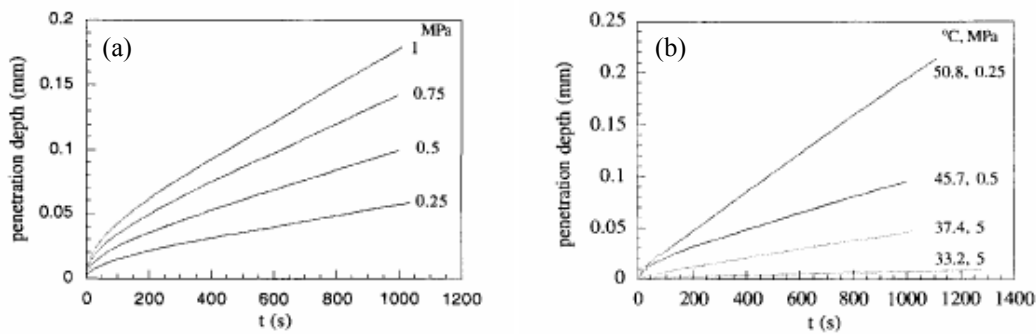 (a)
MPa
1
0.75
0.5
0.25
0.2
0.15
0.1
0.05
0
penetration depth (mm)
0 200 400 600 800 1000 1200
t (s)
(b)
°C, MPa
50.8, 0.25
45.7, 0.5
37.4, 5
33.2, 5
0.25
0.2
0.15
0.1
0.05
0
penetration depth (mm)
0 200 400 600 800 1000 1200 1400
t (s)